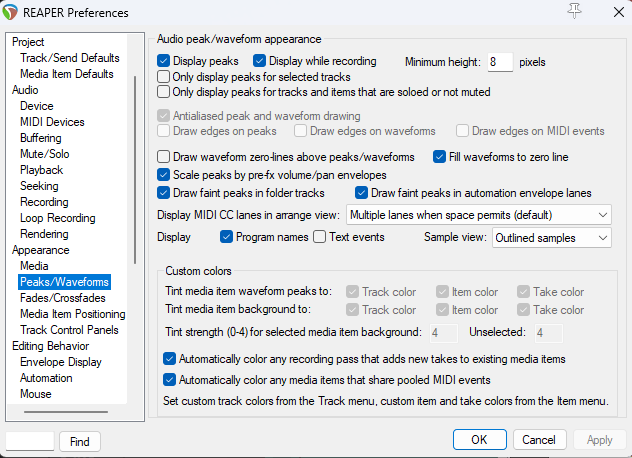 REAPER Preferences
Project
Track/Send Defaults
Media Item Defaults
Audio
Device
MIDI Devices
Buffering
Mute/Solo
Playback
Seeking
Recording
Loop Recording
Rendering
Appearance
Media
Peaks/Waveforms
Fades/Crossfades
Media Item Positioning
Track Control Panels
Editing Behavior
Envelope Display
Automation
Mouse
Find
Audio peak/waveform appearance
Display peaks Display while recording Minimum height: 8 pixels
Only display peaks for selected tracks
Only display peaks for tracks and items that are soloed or not muted
Antialiased peak and waveform drawing
Draw edges on peaks Draw edges on waveforms Draw edges on MIDI events
Draw waveform zero-lines above peaks/waveforms Fill waveforms to zero line
Scale peaks by pre-fx volume/pan envelopes
Draw faint peaks in folder tracks Draw faint peaks in automation envelope lanes
Display MIDI CC lanes in arrange view: Multiple lanes when space permits (default)
Display Program names Text events Sample view: Outlined samples
Custom colors
Tint media item waveform peaks to: Track color Item color Take color
Tint media item background to: Track color Item color Take color
Tint strength (0-4) for selected media item background: 4 Unselected: 4
Automatically color any recording pass that adds new takes to existing media items
Automatically color any media items that share pooled MIDI events
Set custom track colors from the Track menu, custom item and take colors from the Item menu.
OK Cancel Apply